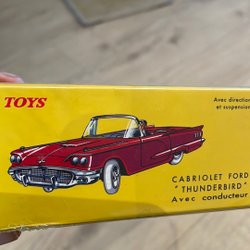 TOYS
Avec direction
et suspension
CABRIOLET FORD
"THUNDERBIRD"
Avec conducteur